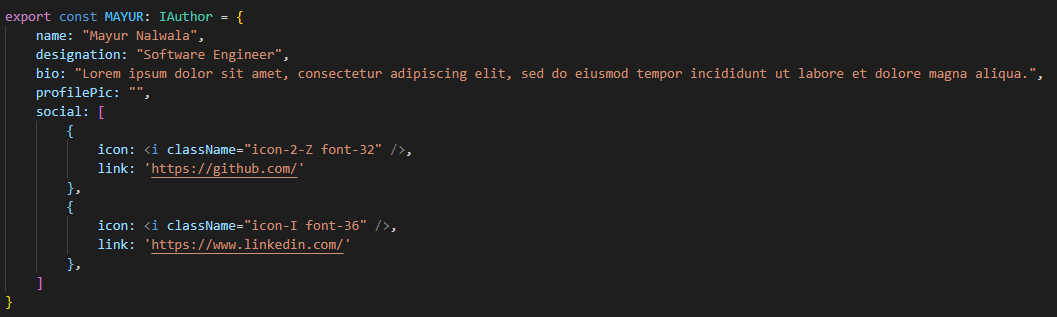 export const MAYUR: IAuthor = {
    name: "Mayur Nalwala",
    designation: "Software Engineer",
    bio: "Lorem ipsum dolor sit amet, consectetur adipiscing elit, sed do eiusmod tempor incididunt ut labore et dolore magna aliqua.",
    profilePic: "",
    social: [
        {
            icon: <i className="icon-2-Z font-32" />,
            link: 'https://github.com/'
        },
        {
            icon: <i className="icon-I font-36" />,
            link: 'https://www.linkedin.com/'
        },
    ]
}